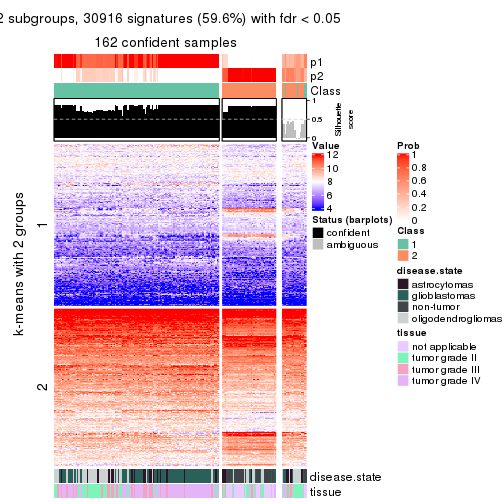 2 subgroups, 30916 signatures (59.6%) with fdr < 0.05
162 confident samples
p1
p2
Class
1
0.5
0
Silhouette
score
k-means with 2 groups
1
2
Value
12
10
8
6
4
Status (barplots)
confident
ambiguous
Prob
1
0.8
0.6
0.4
0.2
0
Class
1
2
disease.state
astrocytomas
glioblastomas
non-tumor
oligodendrogliomas
tissue
not applicable
tumor grade II
tumor grade III
tumor grade IV
disease.state
tissue